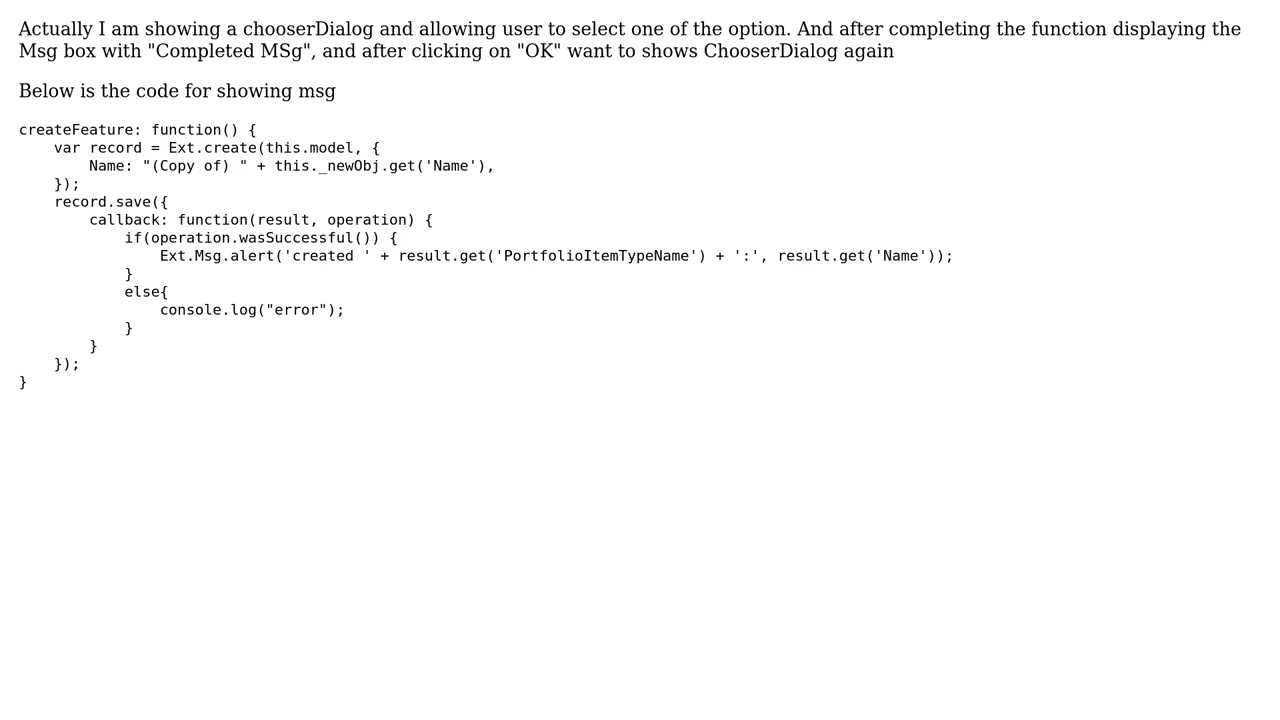 Actually I am showing a chooserDialog and allowing user to select one of the option. And after completing the function displaying the
Msg box with "Completed MSg", and after clicking on "OK" want to shows ChooserDialog again
Below is the code for showing msg
createFeature: function() {
    var record = Ext.create(this.model, {
        Name: "(Copy of) " + this._newObj.get('Name'),
    });
    record.save({
        callback: function(result, operation) {
            if(operation.wasSuccessful()) {
                Ext.Msg.alert('created ' + result.get('PortfolioItemTypeName') + ':', result.get('Name'));
            }
            else{
                console.log("error");
            }
        }
    });
}